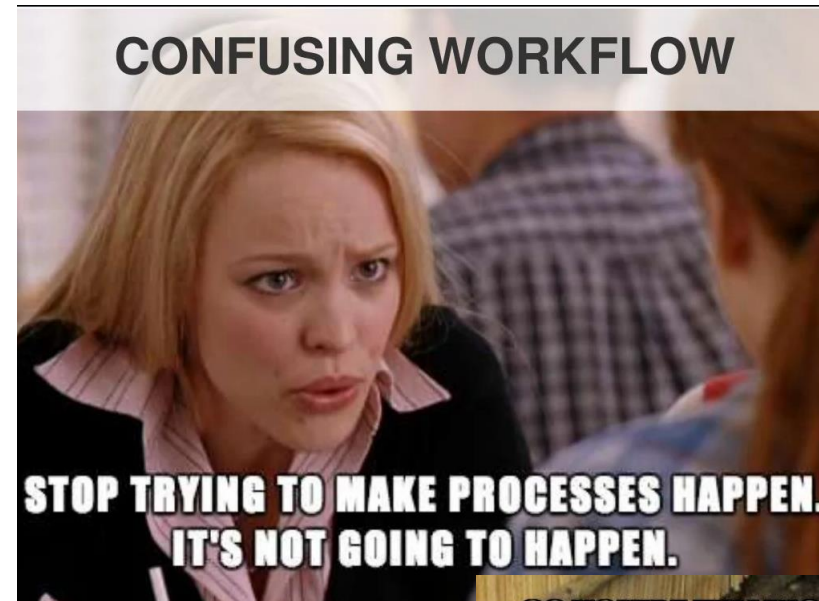 CONFUSING WORKFLOW
STOP TRYING TO MAKE PROCESSES HAPPEN.
IT'S NOT GOING TO HAPPEN.